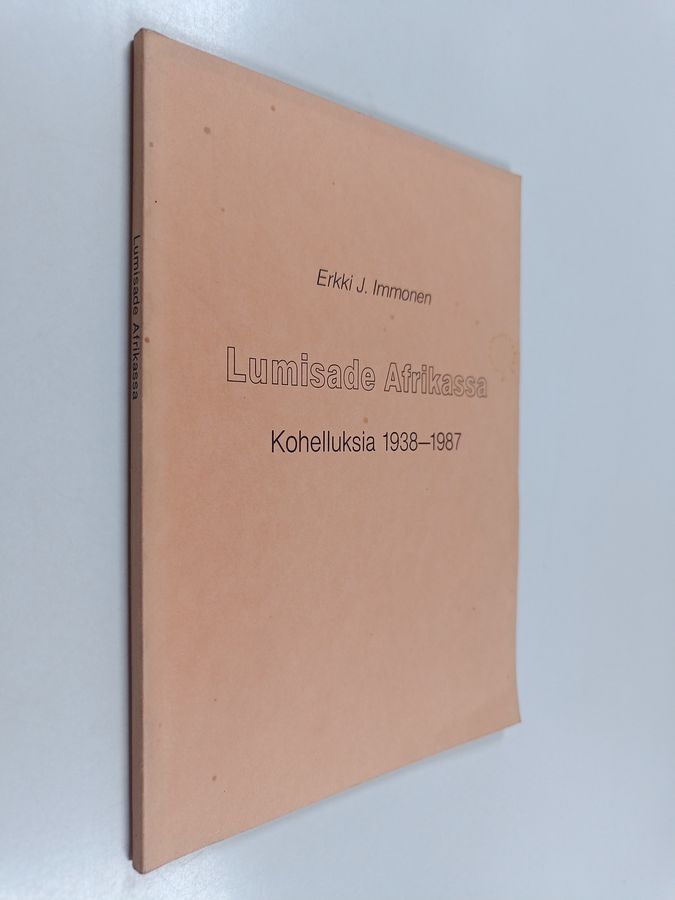 Erkki J. Immonen
Lumisade Afrikassa
Kohelluksia 1938–1987
Lumisade Afrikassa